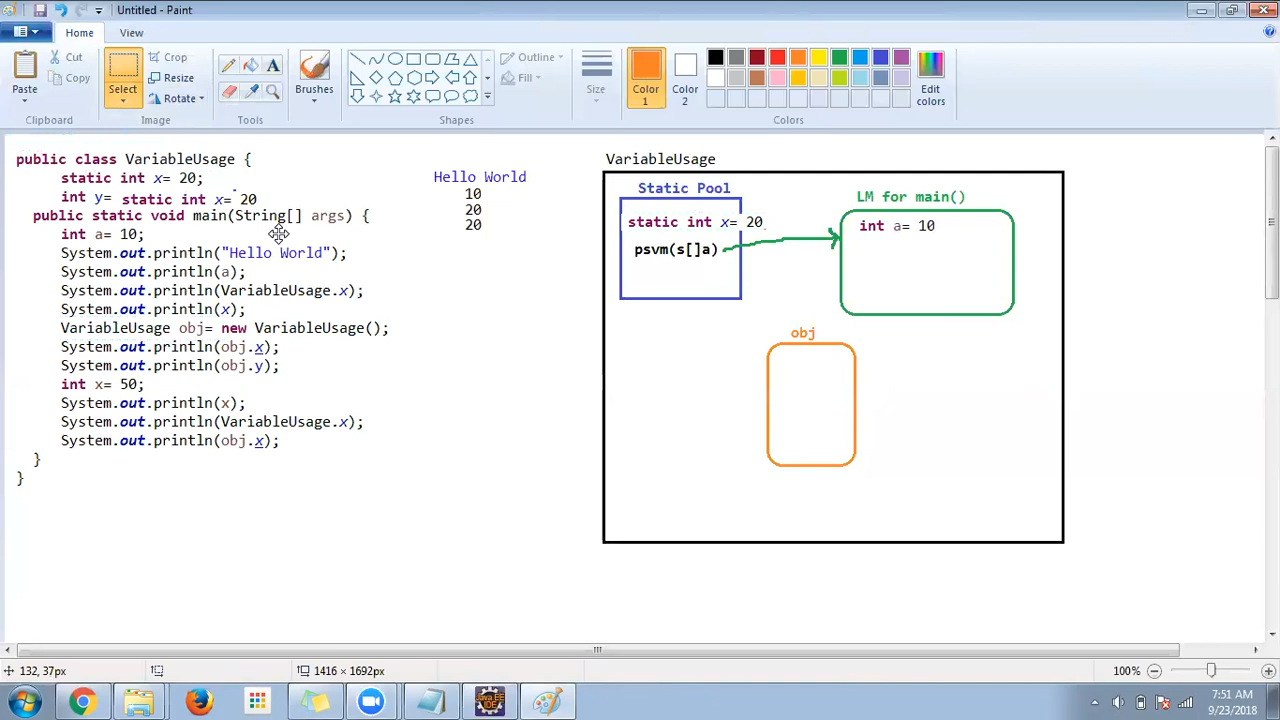 Untitled - Paint
Home
View
Paste
Cut
Copy
Clipboard
Select
Crop
Resize
Rotate
Image
Tools
Brushes
Shapes
Outline
Fill
Size
Color 1
Color 2
Edit colors
Colors
public class VariableUsage {
static int x= 20;
int y= static int x= 20
public static void main(String[] args) {
int a= 10;
System.out.println("Hello World");
System.out.println(a);
System.out.println(VariableUsage.x);
System.out.println(x);
VariableUsage obj= new VariableUsage();
System.out.println(obj.x);
System.out.println(obj.y);
int x= 50;
System.out.println(x);
System.out.println(VariableUsage.x);
System.out.println(obj.x);
}
}
Hello World
10
20
20
VariableUsage
Static Pool
static int x= 20
psvm(s[]a)
LM for main()
int a= 10
obj
132, 37px
1416 × 1692px
100%
Java EE
IDE
7:51 AM
9/23/2018